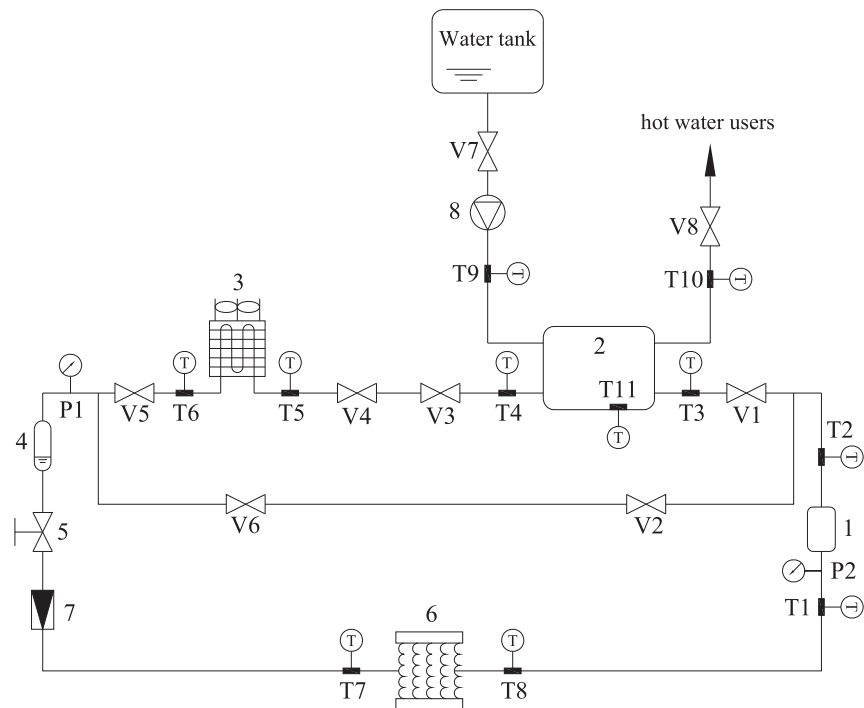 Water tank
hot water users
V7
8
V8
T9
T
T10
T
3
2
T
T
T
T11
T
P1
V5
T6
T5
V4
V3
T4
T3
V1
4
T
T2
T
V6
V2
5
1
P2
7
T1
T
6
T
T
T7
T8